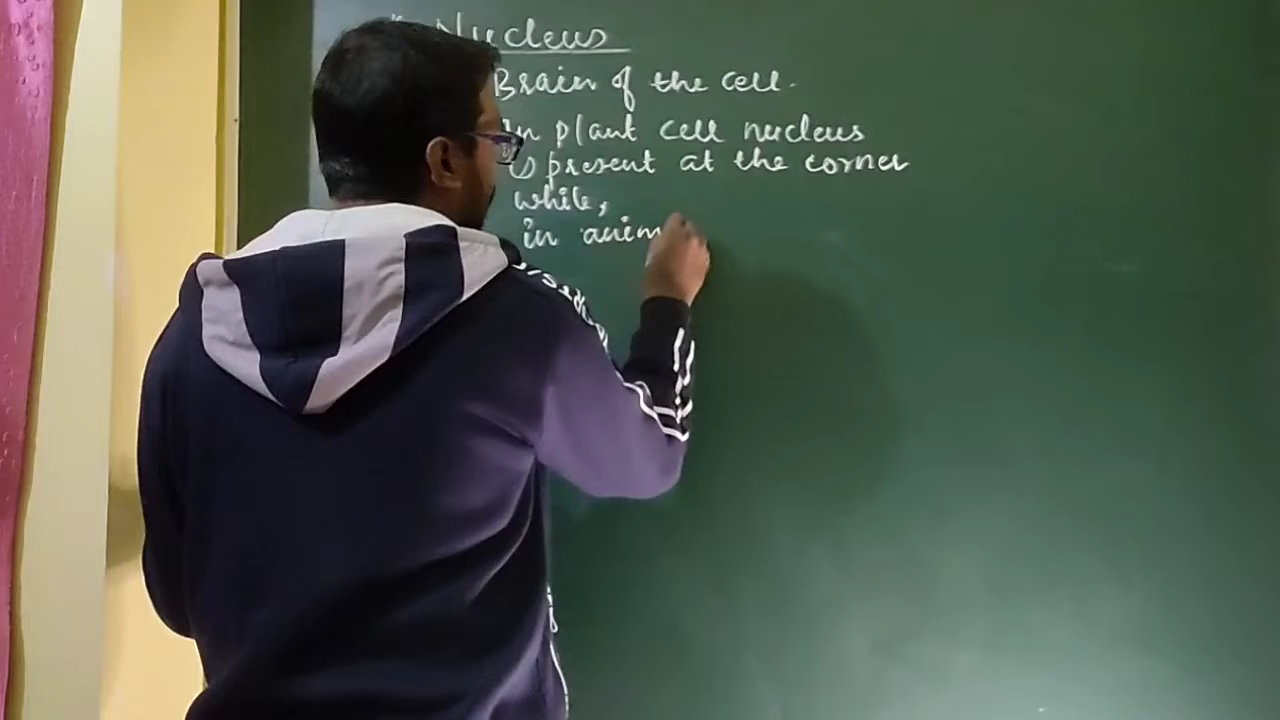 Nucleus
Brain of the cell.
In plant cell nucleus
is present at the corner
while,
in anim